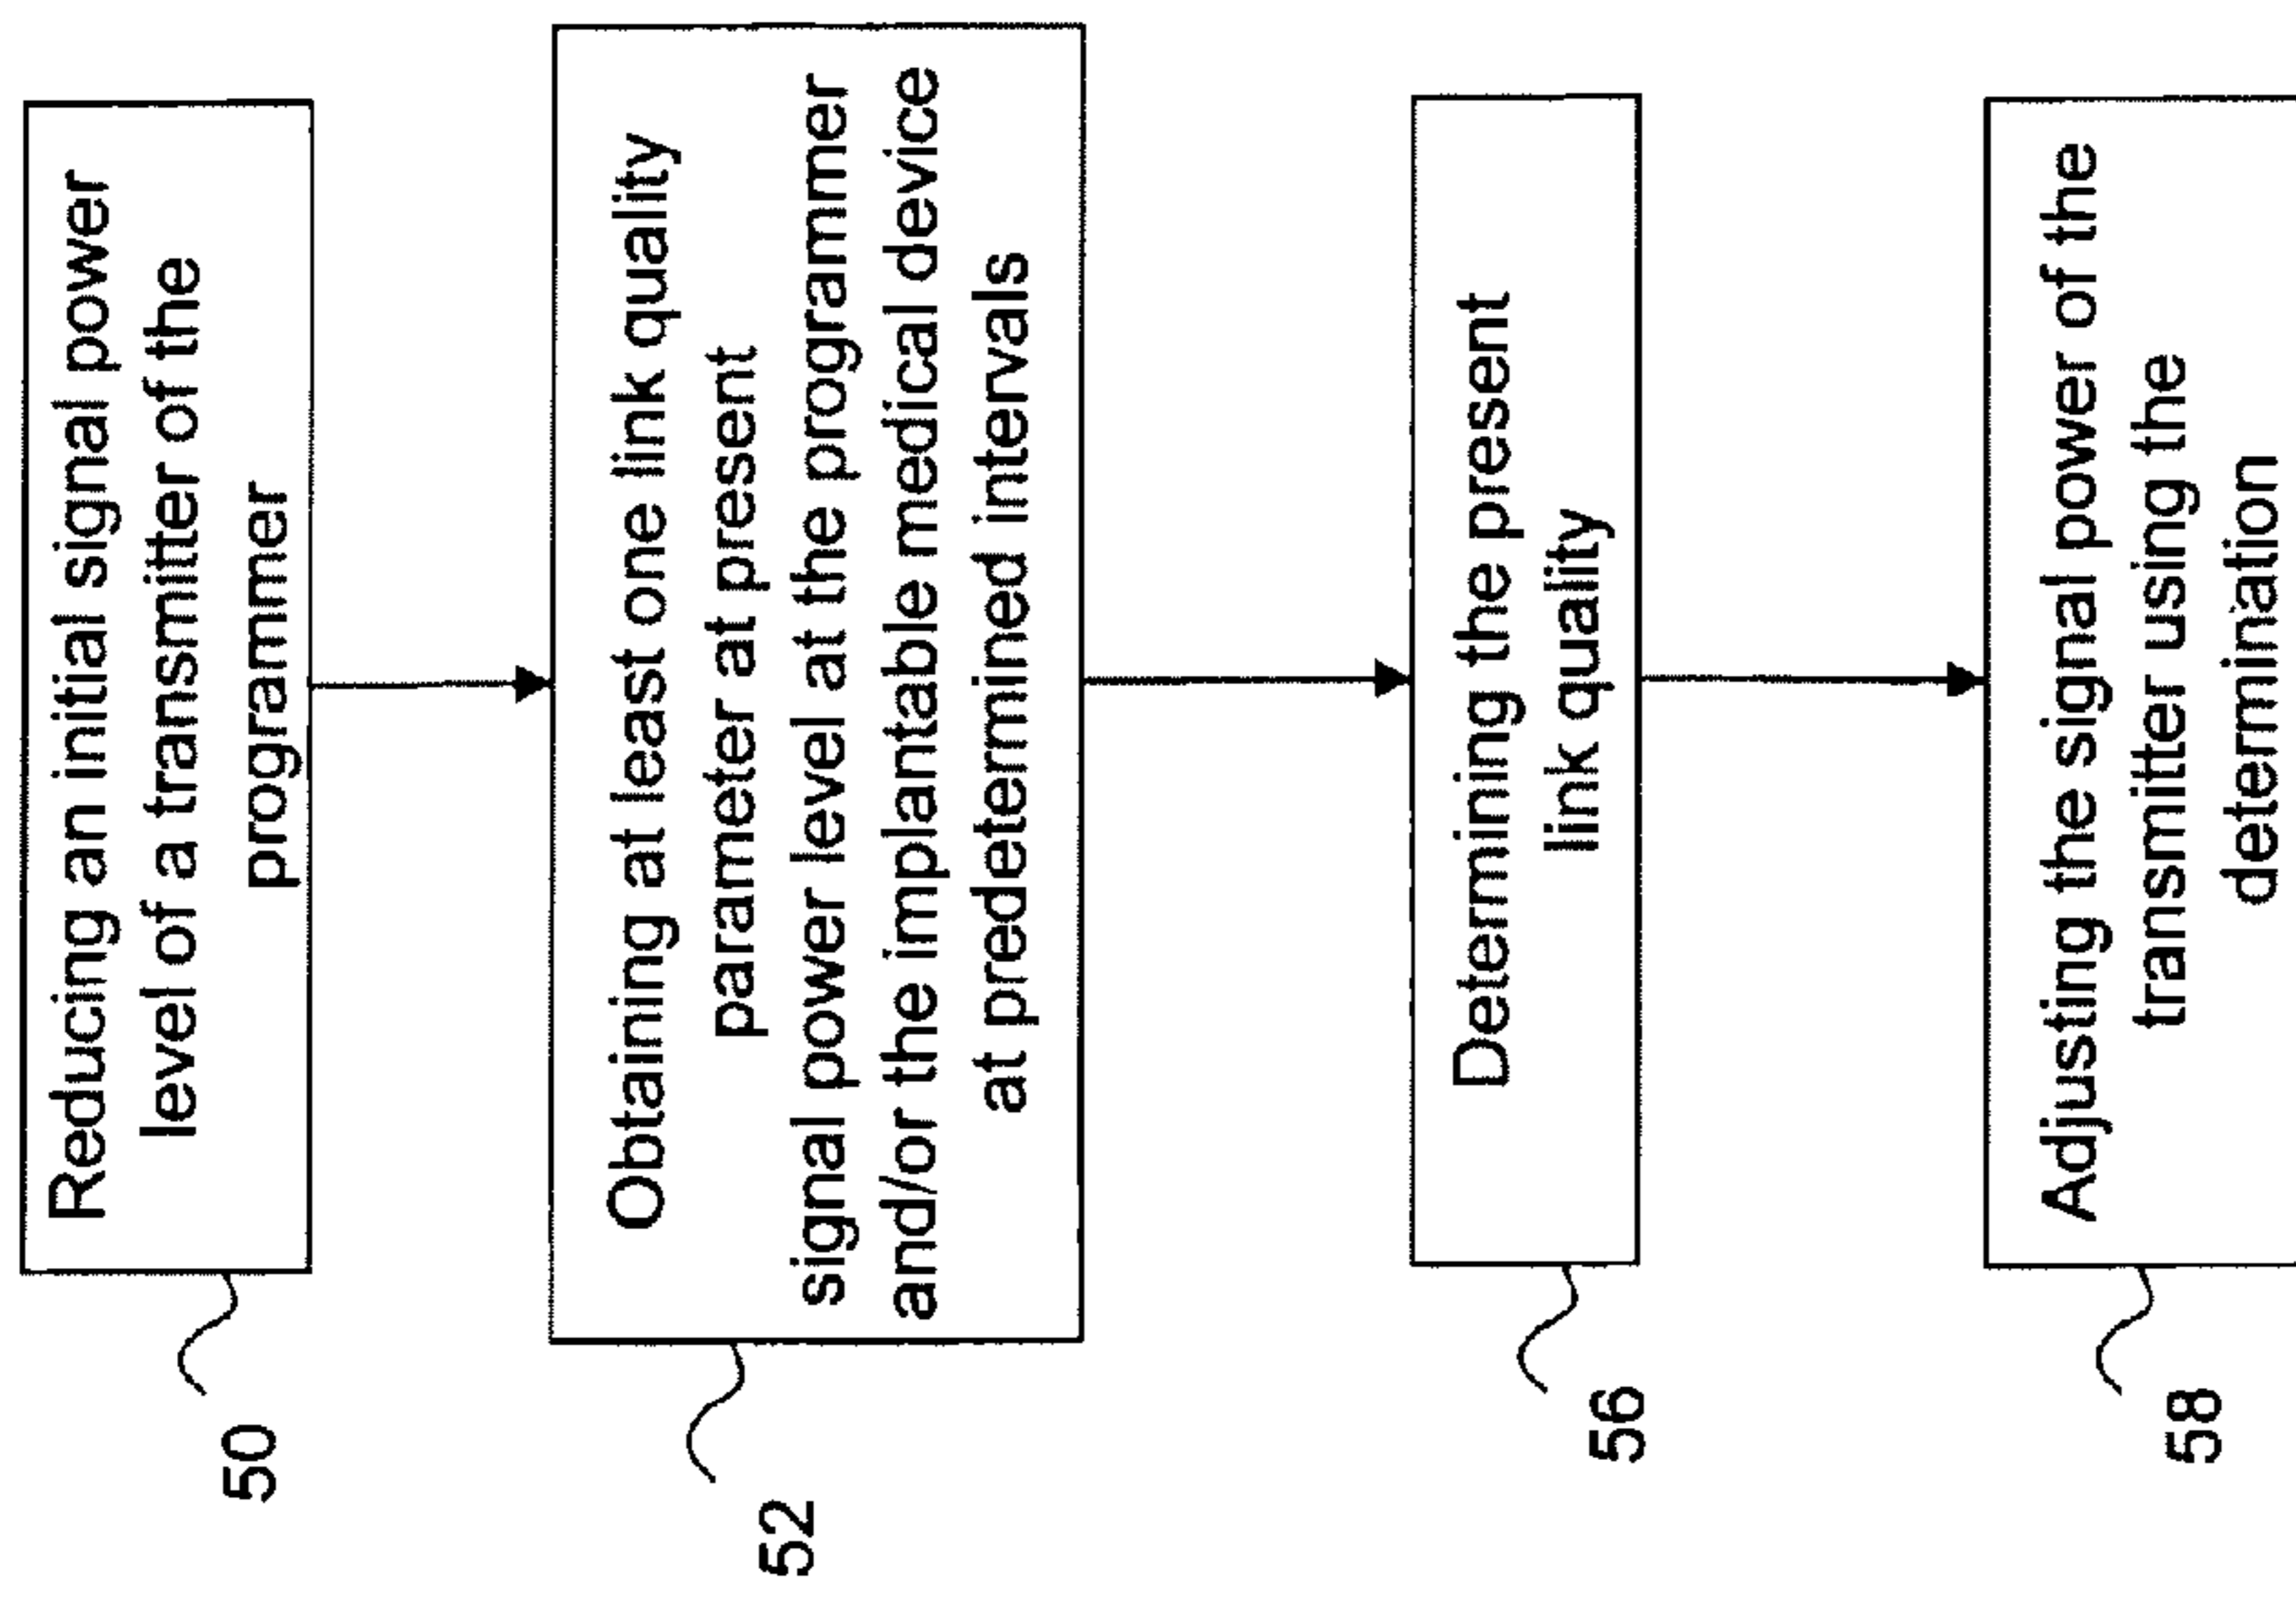 Reducing an initial signal power
level of a transmitter of the
programmer
50
Obtaining at least one link quality
parameter at present
signal power level at the programmer
and/or the implantable medical device
at predetermined intervals
52
Determining the present
link quality
56
Adjusting the signal power of the
transmitter using the
determination
58